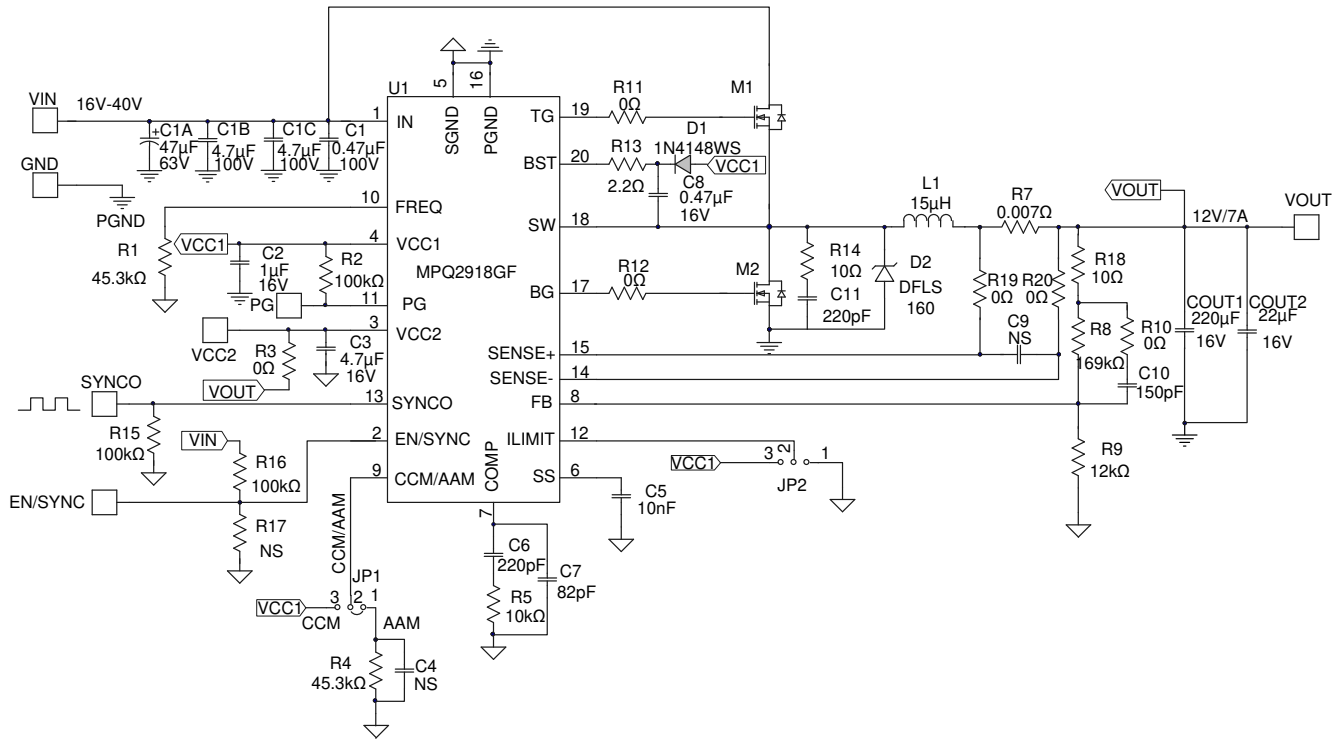 VIN
16V-40V
GND
PGND
+C1A
47µF
63V
C1B
4.7µF
100V
C1C
4.7µF
100V
C1
0.47µF
100V
U1
MPQ2918GF
5
16
SGND
PGND
1
IN
10
FREQ
4
VCC1
11
PG
3
VCC2
13
SYNCO
2
EN/SYNC
9
CCM/AAM
COMP
7
19
TG
20
BST
18
SW
17
BG
15
SENSE+
14
SENSE-
8
FB
12
ILIMIT
6
SS
R1
45.3kΩ
VCC1
C2
1µF
16V
R2
100kΩ
PG
VCC2
R3
0Ω
VOUT
C3
4.7µF
16V
SYNCO
R15
100kΩ
VIN
R16
100kΩ
EN/SYNC
R17
NS
CCM/AAM
JP1
VCC1
3
2
1
CCM
AAM
R4
45.3kΩ
C4
NS
C6
220pF
R5
10kΩ
C7
82pF
R11
0Ω
M1
R13
2.2Ω
D1
1N4148WS
VCC1
C8
0.47µF
16V
R12
0Ω
M2
R14
10Ω
C11
220pF
D2
DFLS
160
L1
15µH
R7
0.007Ω
R19
0Ω
R20
0Ω
C9
NS
R18
10Ω
R8
169kΩ
R10
0Ω
C10
150pF
R9
12kΩ
VOUT
12V/7A
VOUT
COUT1
220µF
16V
COUT2
22µF
16V
VCC1
3
2
1
JP2
C5
10nF